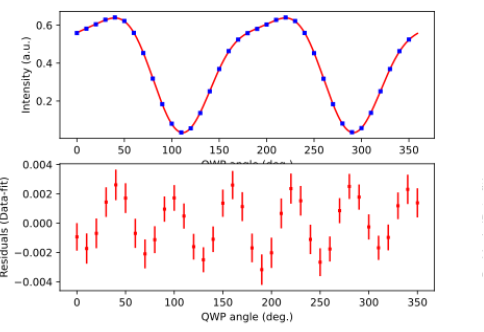 0.6
0.4
0.2
Intensity (a.u.)
0 50 100 150 200 250 300 350
QWP angle (deg.)
0.004
0.002
0.000
−0.002
−0.004
Residuals (Data-fit)
0 50 100 150 200 250 300 350
QWP angle (deg.)